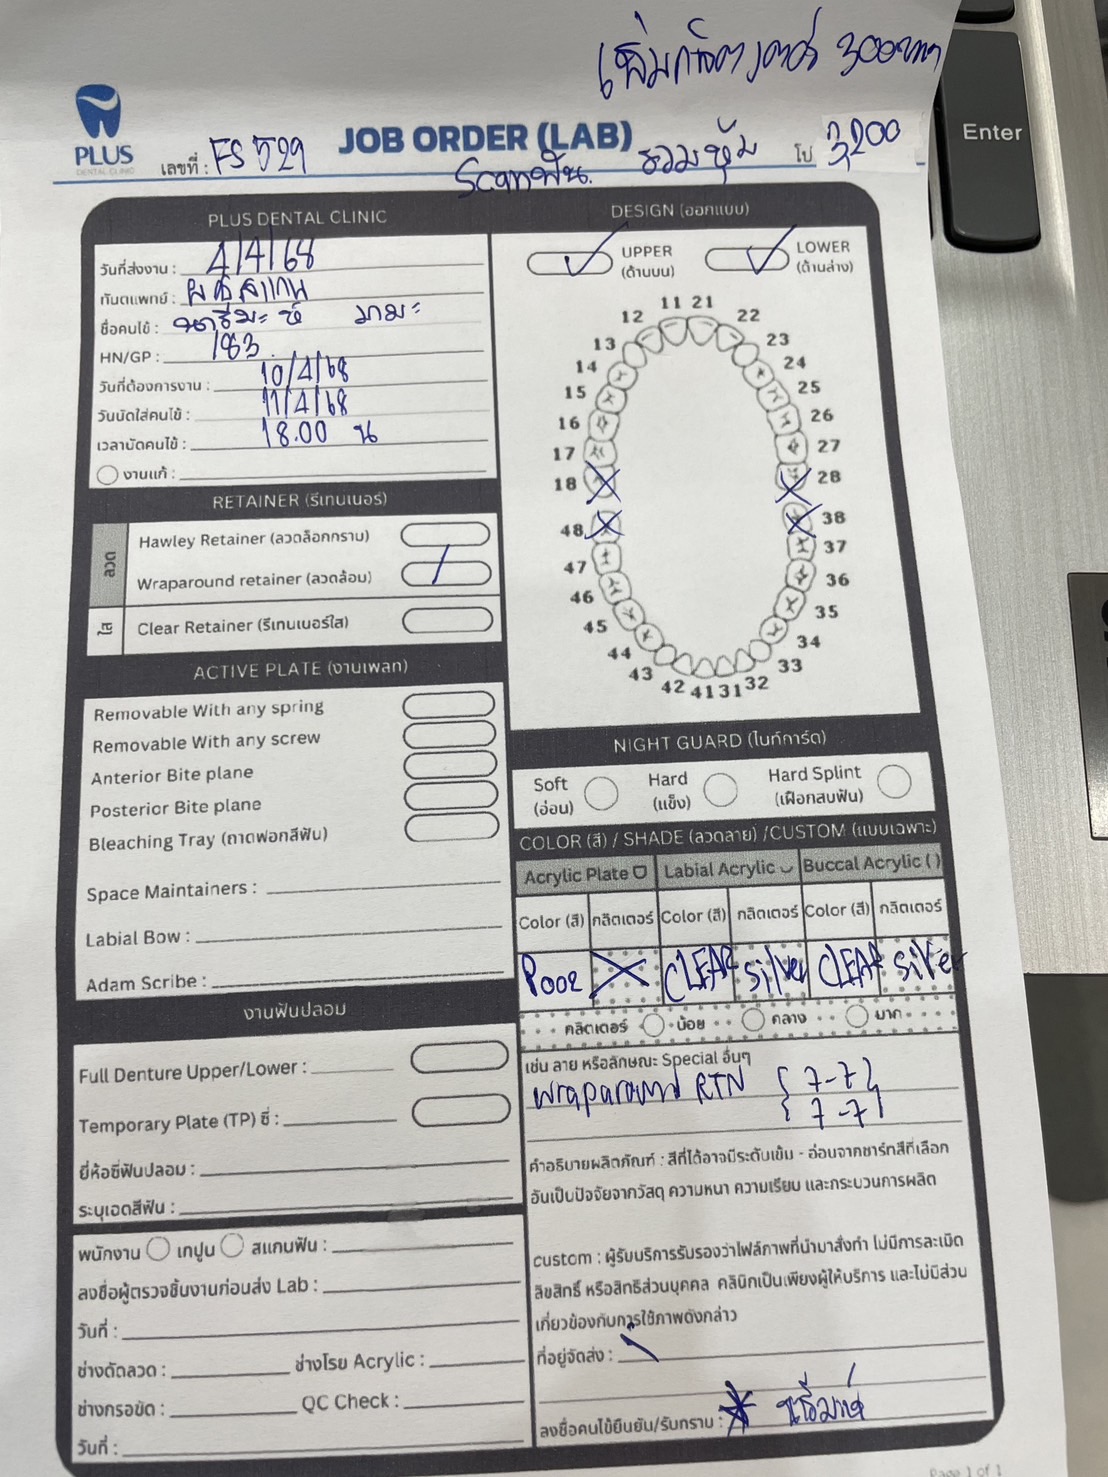 เพิ่มกลิตเตอร์ 300บาท
PLUS
DENTAL CLINIC
เลขที่ : FS 529
JOB ORDER (LAB)
Scanฟัน. รวมหุ้ม โป 3,200
PLUS DENTAL CLINIC
วันที่ส่งงาน : 4/4/68
ทันตแพทย์ :
ชื่อคนไข้ : มามะ
HN/GP : 183
วันที่ต้องการงาน : 10/4/68
วันนัดใส่คนไข้ : 11/4/68
เวลานัดคนไข้ : 18.00 น
งานแก้ :
DESIGN (ออกแบบ)
UPPER
(ด้านบน)
LOWER
(ด้านล่าง)
11 21
12 22
13 23
14 24
15 25
16 26
17 27
18 28
48 38
47 37
46 36
45 35
44 34
43 33
42 41 31 32
RETAINER (รีเทนเนอร์)
ลวด
Hawley Retainer (ลวดล็อกกราม)
Wraparound retainer (ลวดล้อม) /
ใส
Clear Retainer (รีเทนเนอร์ใส)
ACTIVE PLATE (งานเพลท)
Removable With any spring
Removable With any screw
Anterior Bite plane
Posterior Bite plane
Bleaching Tray (ถาดฟอกสีฟัน)
Space Maintainers :
Labial Bow :
Adam Scribe :
NIGHT GUARD (ไนท์การ์ด)
Soft
(อ่อน)
Hard
(แข็ง)
Hard Splint
(เฝือกสบฟัน)
COLOR (สี) / SHADE (ลวดลาย) /CUSTOM (แบบเฉพาะ)
Acrylic Plate Labial Acrylic Buccal Acrylic ( )
Color (สี) กลิตเตอร์ Color (สี) กลิตเตอร์ Color (สี) กลิตเตอร์
P002 X CLEAR silver CLEAR silver
กลิตเตอร์ น้อย กลาง มาก
เช่น ลาย หรือลักษณะ Special อื่นๆ
Wraparound RTN { 7-7 }
{ 7-7 }
คำอธิบายผลิตภัณฑ์ : สีที่ได้อาจมีระดับเข้ม - อ่อนจากชาร์ทสีที่เลือก
อันเป็นปัจจัยจากวัสดุ ความหนา ความเรียบ และกระบวนการผลิต
custom : ผู้รับบริการรับรองว่าไฟล์ภาพที่นำมาสั่งทำ ไม่มีการละเมิด
ลิขสิทธิ์ หรือสิทธิส่วนบุคคล คลินิกเป็นเพียงผู้ให้บริการ และไม่มีส่วน
เกี่ยวข้องกับการใช้ภาพดังกล่าว
ที่อยู่จัดส่ง :
ลงชื่อคนไข้ยืนยัน/รับทราบ :
งานฟันปลอม
Full Denture Upper/Lower :
Temporary Plate (TP) ซี่ :
ยี่ห้อซี่ฟันปลอม :
ระบุเฉดสีฟัน :
พนักงาน เทปูน สแกนฟัน :
ลงชื่อผู้ตรวจชิ้นงานก่อนส่ง Lab :
วันที่ :
ช่างดัดลวด : ช่างโรย Acrylic :
ช่างกรอขัด : QC Check :
วันที่ :
Page 1 of 1
Enter